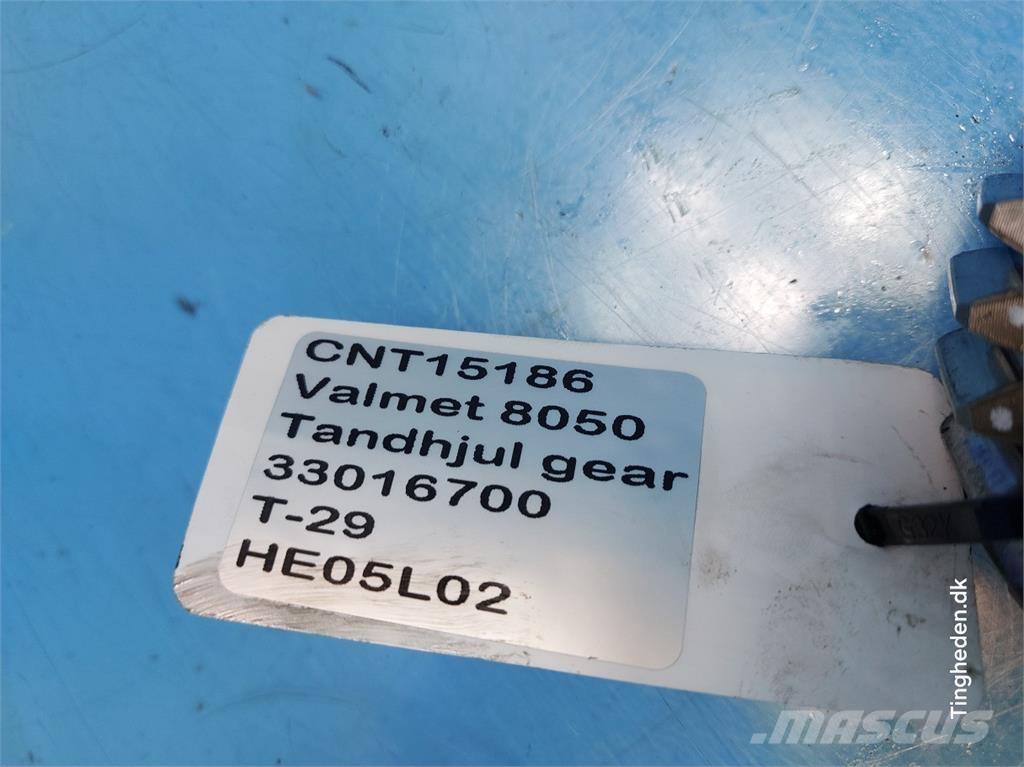 CNT15186
Valmet 8050
Tandhjul gear
33016700
T-29
HE05L02
Tingheden.dk
MASCUS